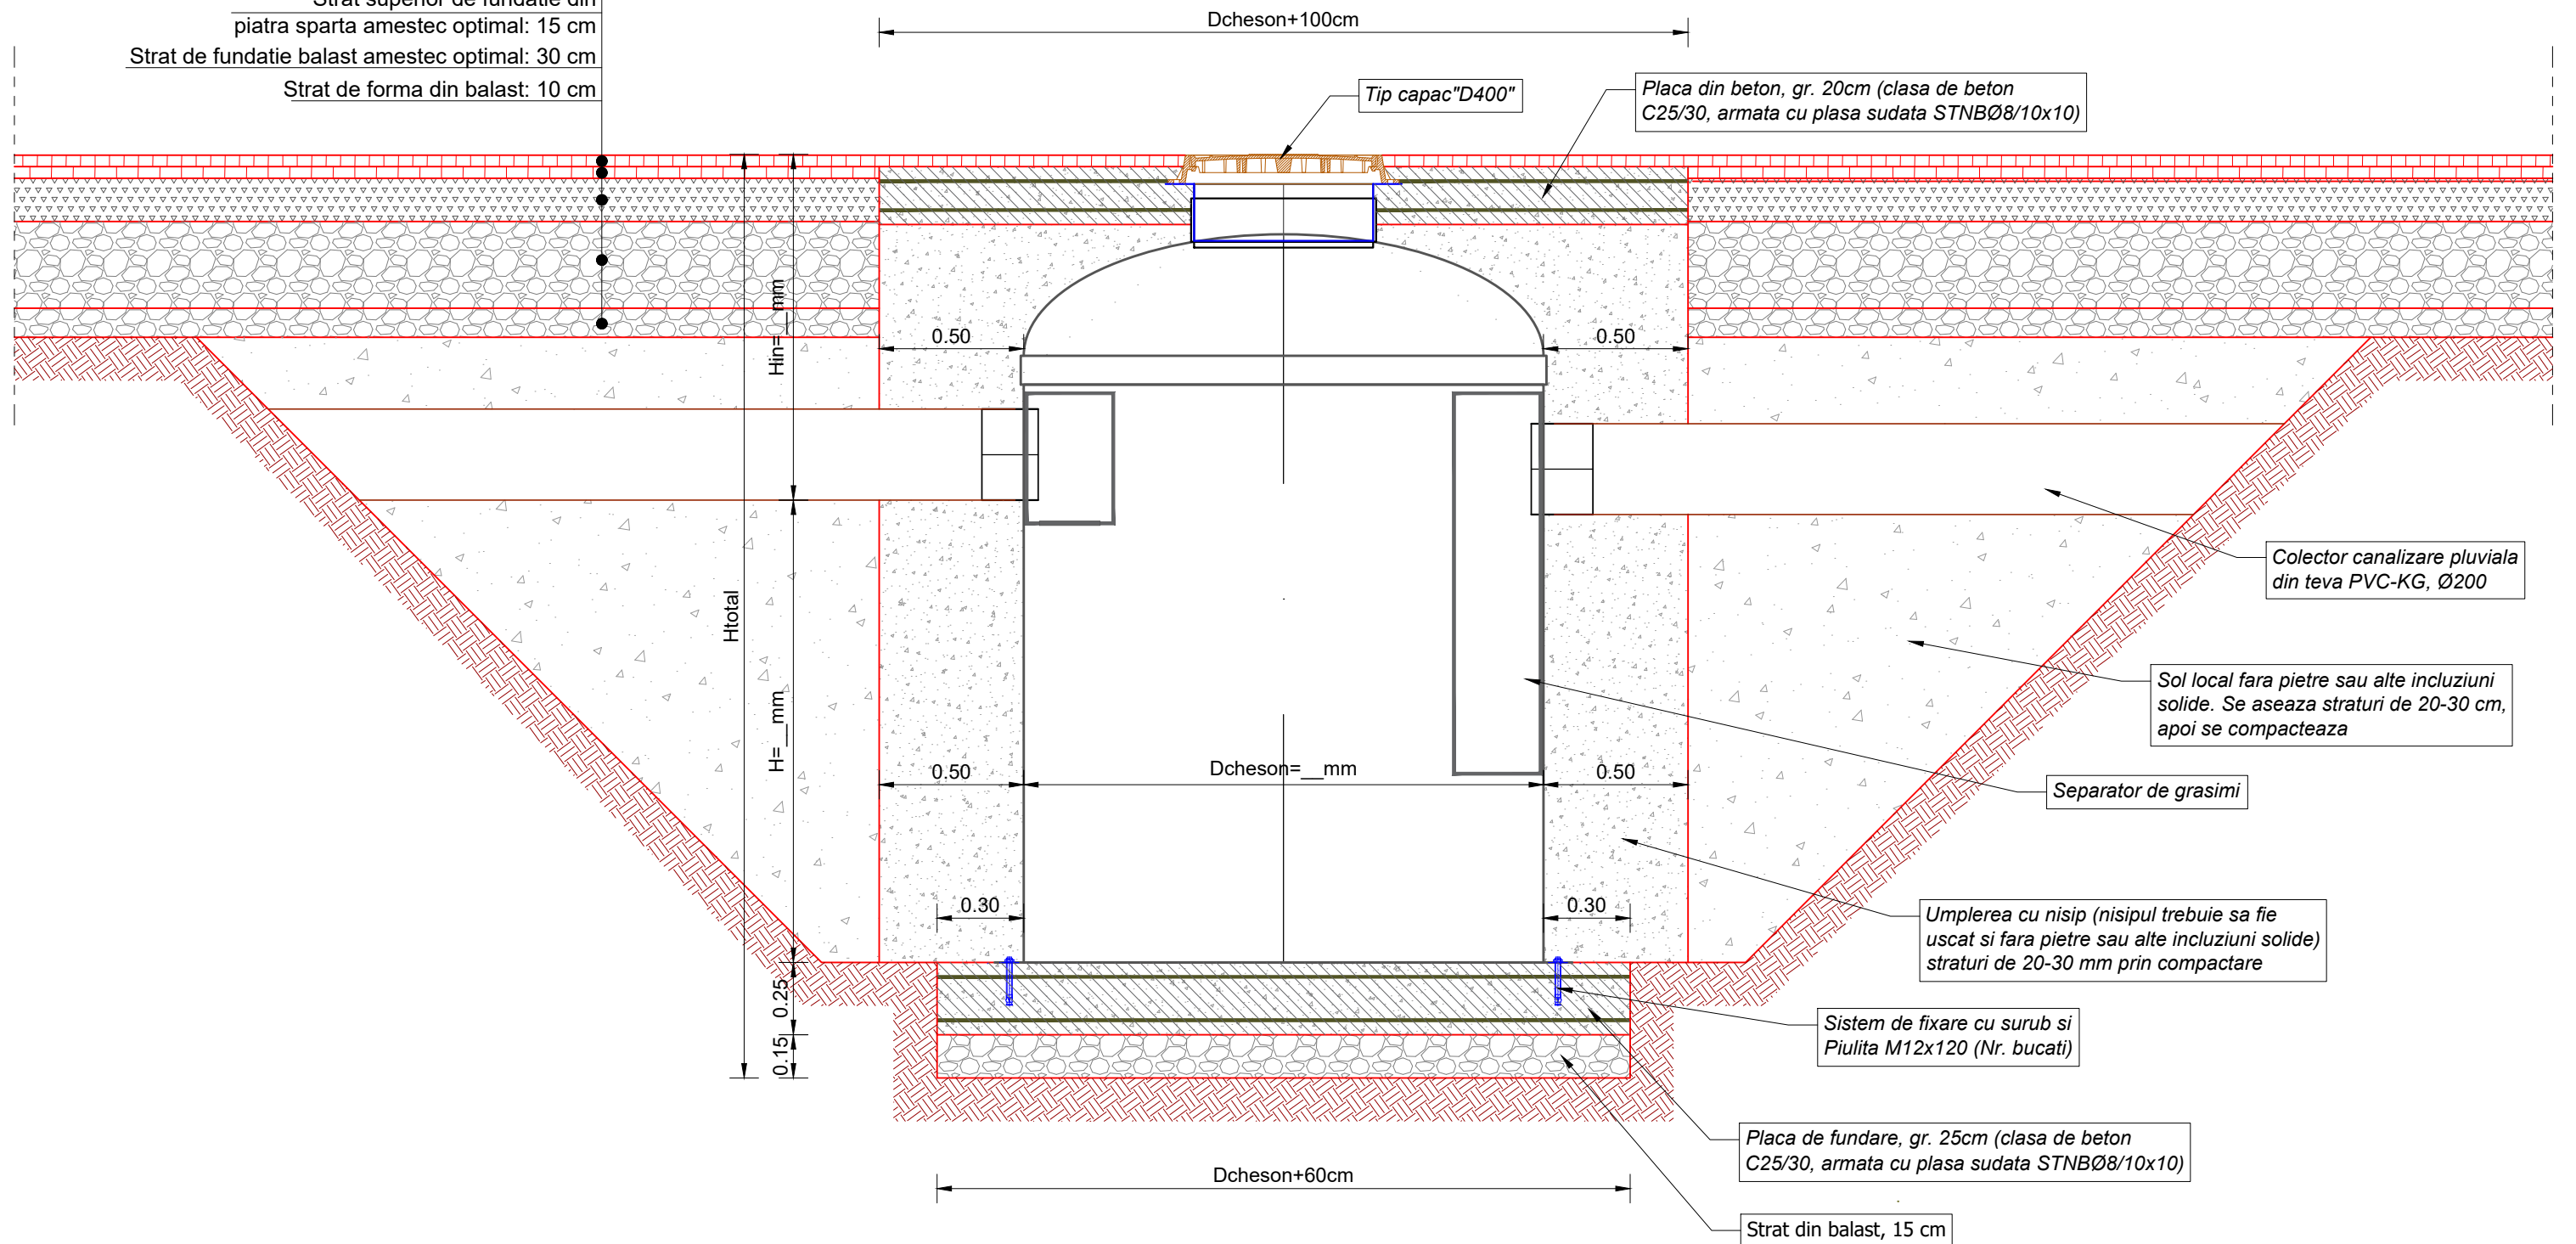 Strat superior de fundatie din
piatra sparta amestec optimal: 15 cm
Strat de fundatie balast amestec optimal: 30 cm
Strat de forma din balast: 10 cm
Dcheson+100cm
Tip capac"D400"
Placa din beton, gr. 20cm (clasa de beton
C25/30, armata cu plasa sudata STNBØ8/10x10)
Hin=__mm
0.50
0.50
Colector canalizare pluviala
din teva PVC-KG, Ø200
Htotal
Sol local fara pietre sau alte incluziuni
solide. Se aseaza straturi de 20-30 cm,
apoi se compacteaza
H=__mm
0.50
Dcheson=__mm
0.50
Separator de grasimi
0.30
0.30
Umplerea cu nisip (nisipul trebuie sa fie
uscat si fara pietre sau alte incluziuni solide)
straturi de 20-30 mm prin compactare
0.25
Sistem de fixare cu surub si
Piulita M12x120 (Nr. bucati)
0.15
Placa de fundare, gr. 25cm (clasa de beton
C25/30, armata cu plasa sudata STNBØ8/10x10)
Dcheson+60cm
Strat din balast, 15 cm